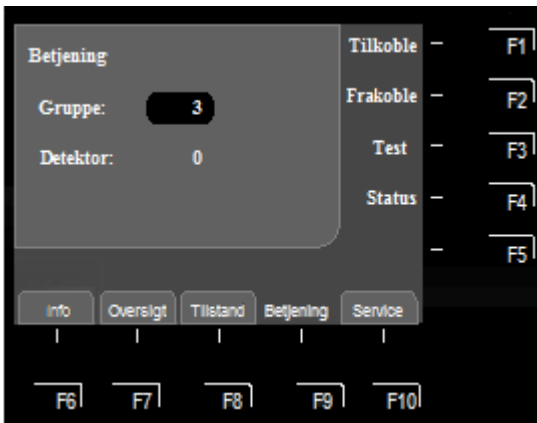 Betjening
Gruppe: 3
Detektor: 0
Tilkoble – F1
Frakoble – F2
Test – F3
Status – F4
– F5
Info Oversigt Tilstand Betjening Service
F6 F7 F8 F9 F10